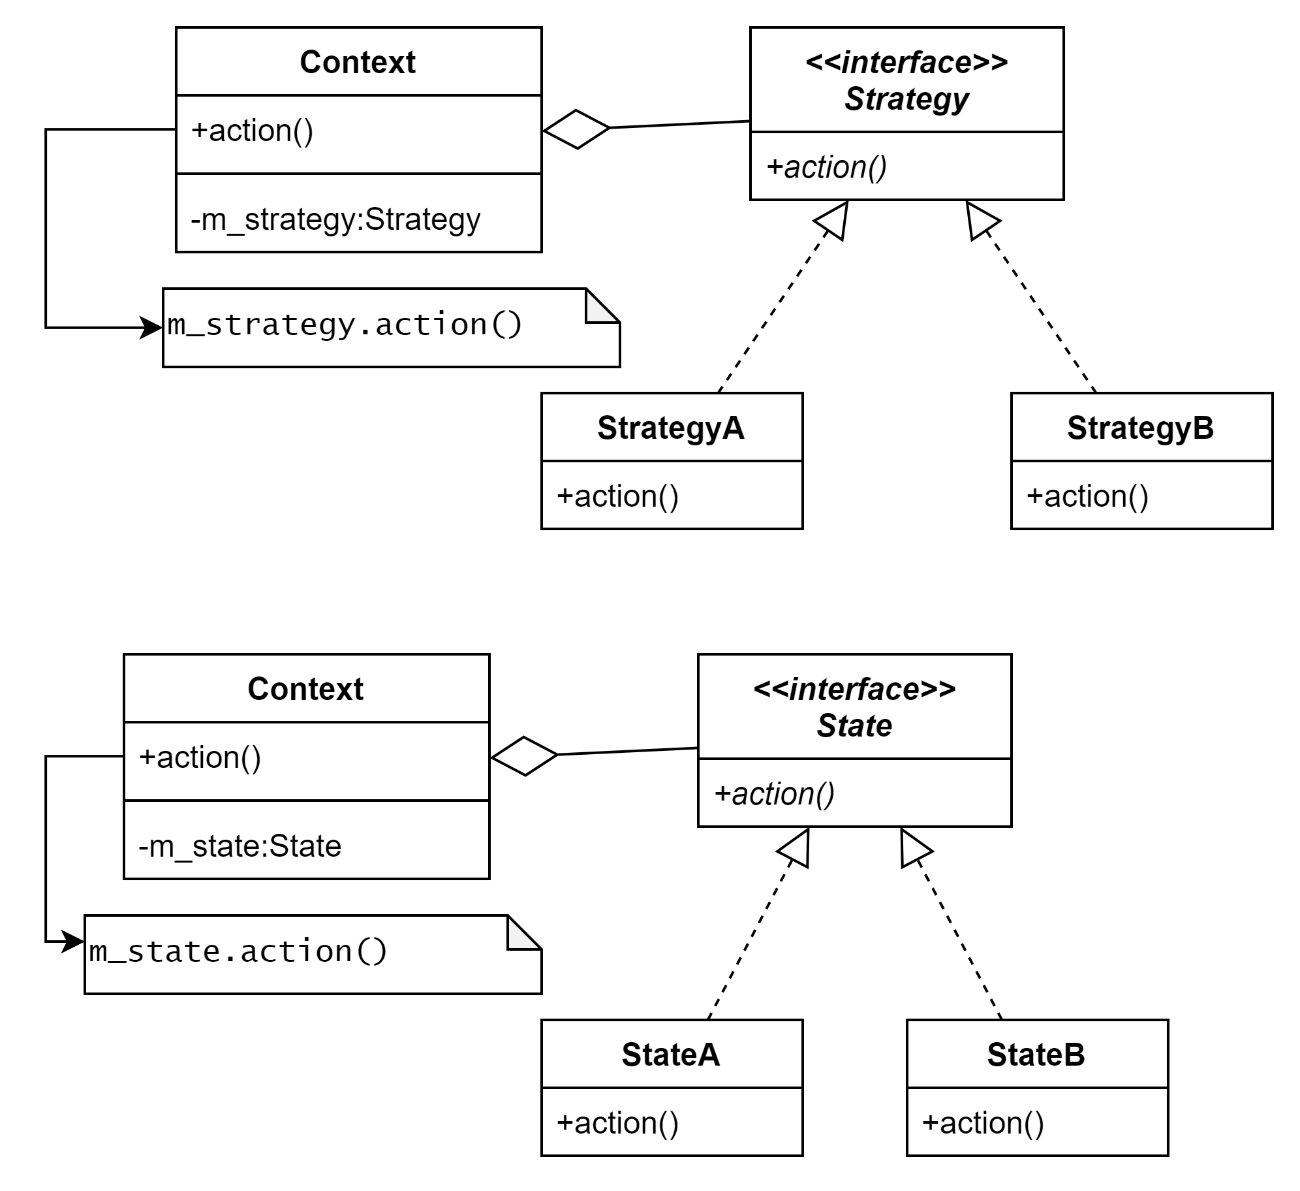 Context
+action()
-m_strategy:Strategy
m_strategy.action()
<<interface>>
Strategy
+action()
StrategyA
+action()
StrategyB
+action()
Context
+action()
-m_state:State
m_state.action()
<<interface>>
State
+action()
StateA
+action()
StateB
+action()